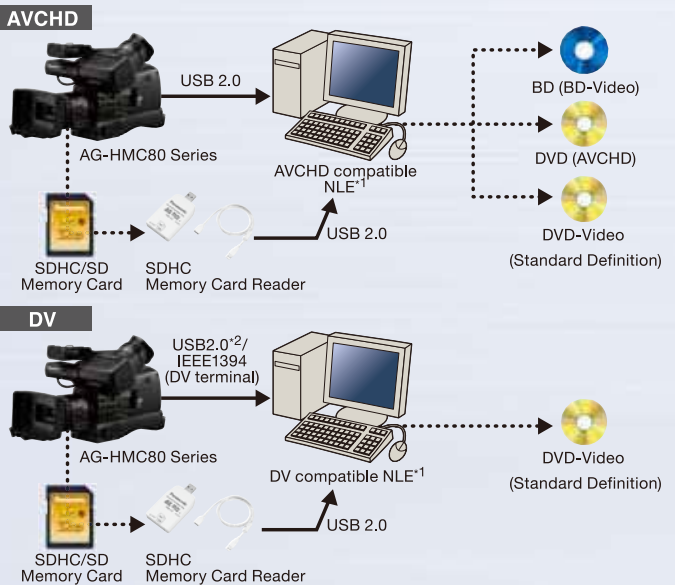 AVCHD
USB 2.0
AG-HMC80 Series
AVCHD compatible
NLE*1
BD (BD-Video)
DVD (AVCHD)
DVD-Video
(Standard Definition)
USB 2.0
SDHC/SD
Memory Card
SDHC
Memory Card Reader
DV
USB2.0*2/
IEEE1394
(DV terminal)
AG-HMC80 Series
DV compatible NLE*1
DVD-Video
(Standard Definition)
USB 2.0
SDHC/SD
Memory Card
SDHC
Memory Card Reader